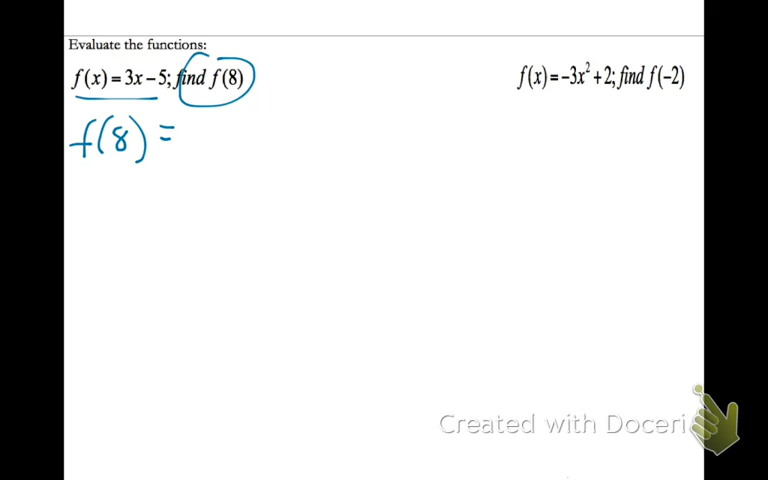 Evaluate the functions:
f(x) = 3x – 5; find f(8)
f(x) = –3x² + 2; find f(–2)
f(8) =
Created with Doceri